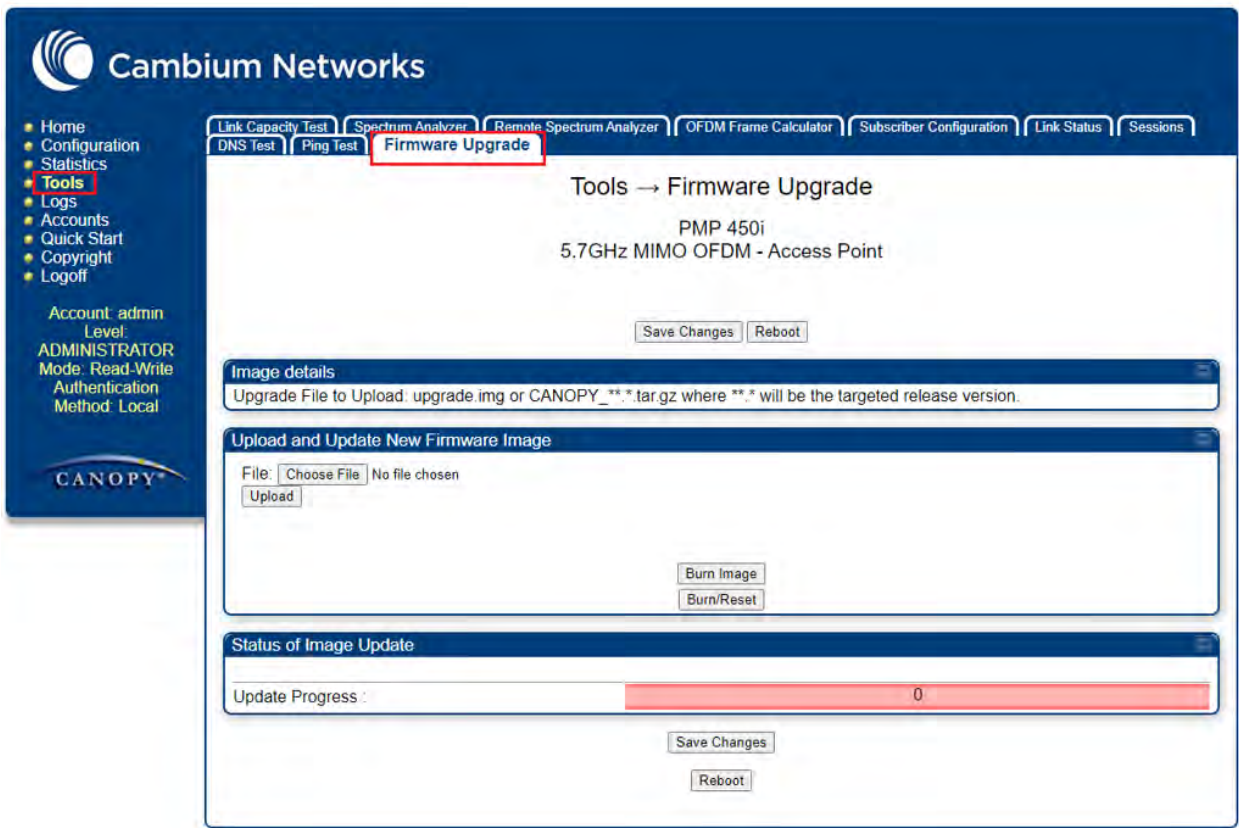 Cambium Networks
Home
Configuration
Statistics
Tools
Logs
Accounts
Quick Start
Copyright
Logoff
Account: admin
Level:
ADMINISTRATOR
Mode: Read-Write
Authentication
Method: Local
CANOPY
Link Capacity Test Spectrum Analyzer Remote Spectrum Analyzer OFDM Frame Calculator Subscriber Configuration Link Status Sessions
DNS Test Ping Test Firmware Upgrade
Tools → Firmware Upgrade
PMP 450i
5.7GHz MIMO OFDM - Access Point
Save Changes Reboot
Image details
Upgrade File to Upload: upgrade.img or CANOPY_**.*.tar.gz where **.* will be the targeted release version.
Upload and Update New Firmware Image
File: Choose File No file chosen
Upload
Burn Image
Burn/Reset
Status of Image Update
Update Progress : 0
Save Changes
Reboot